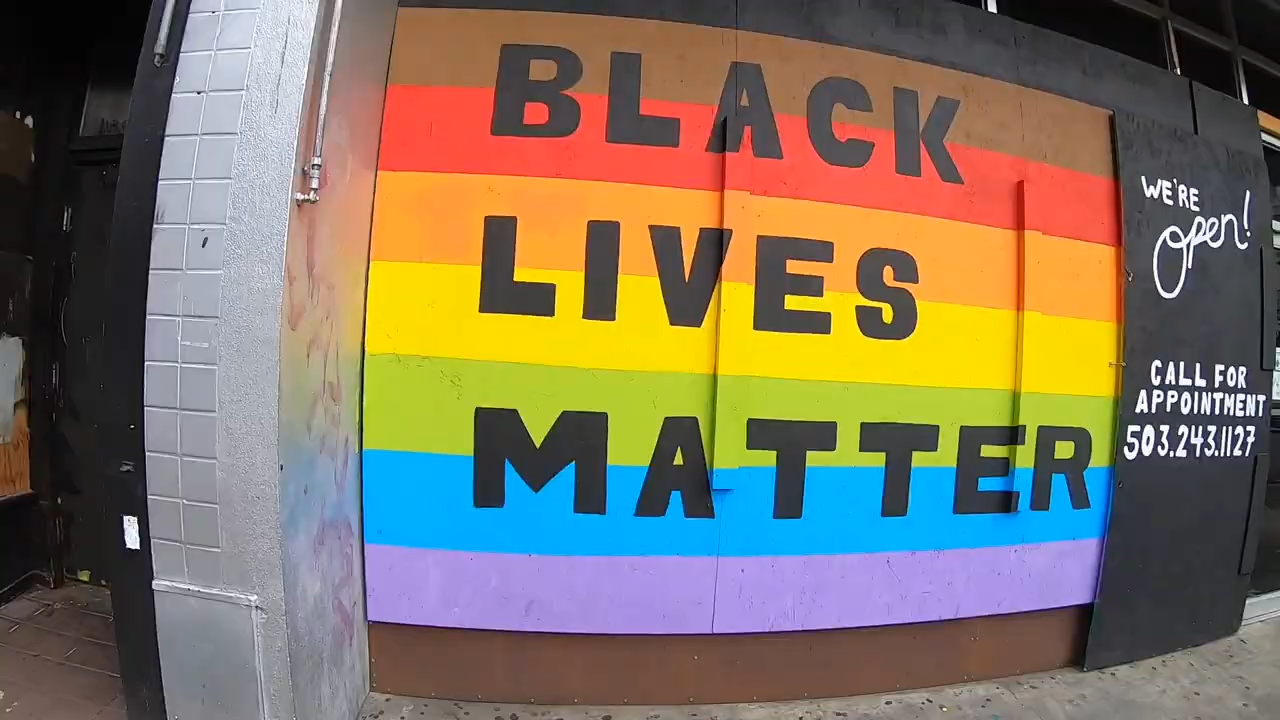 BLACK
LIVES
MATTER
WE'RE
open!
CALL FOR
APPOINTMENT
503.243.1127